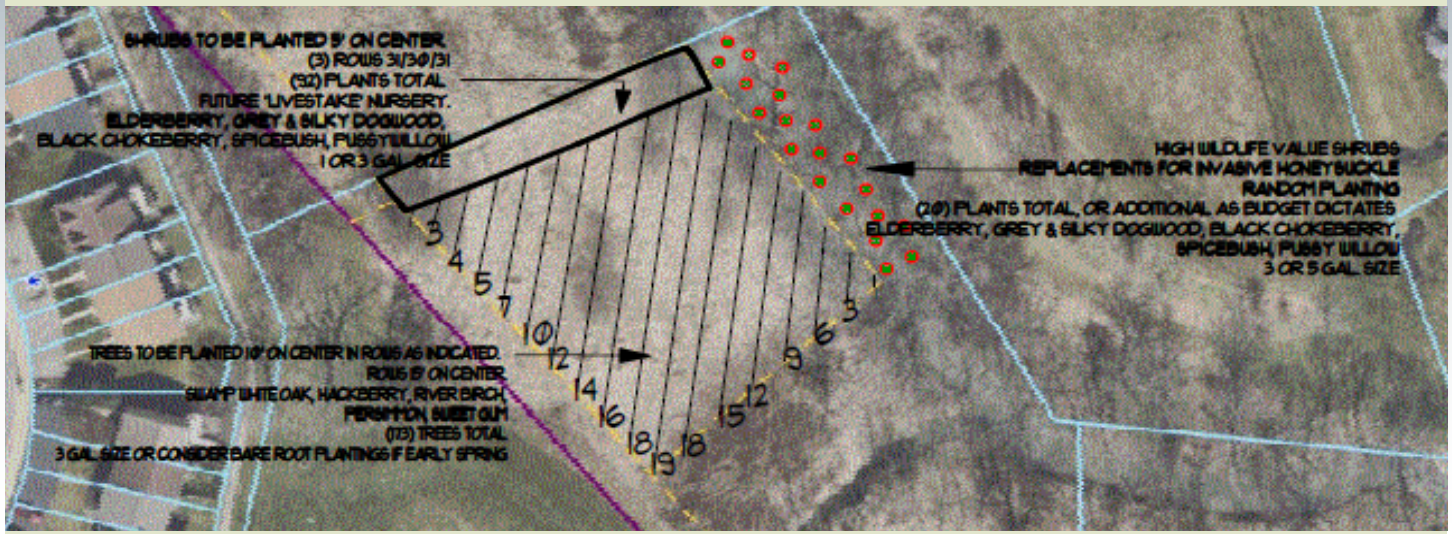 SHRUBS TO BE PLANTED 5' ON CENTER
(3) ROWS 31/30/31
(92) PLANTS TOTAL
FUTURE 'LIVESTAKE' NURSERY.
ELDERBERRY, GREY & SILKY DOGWOOD,
BLACK CHOKEBERRY, SPICEBUSH, PUSSYWILLOW
1 OR 3 GAL SIZE
HIGH WILDLIFE VALUE SHRUBS
REPLACEMENTS FOR INVASIVE HONEYSUCKLE
RANDOM PLANTING
(20) PLANTS TOTAL, OR ADDITIONAL AS BUDGET DICTATES
ELDERBERRY, GREY & SILKY DOGWOOD, BLACK CHOKEBERRY,
SPICEBUSH, PUSSY WILLOW
3 OR 5 GAL SIZE
TREES TO BE PLANTED 10' ON CENTER IN ROWS AS INDICATED.
ROWS 15' ON CENTER
SWAMP WHITE OAK, HACKBERRY, RIVER BIRCH,
PERSIMMON, SWEET GUM
(173) TREES TOTAL
3 GAL SIZE OR CONSIDER BARE ROOT PLANTINGS IF EARLY SPRING
3
4
5
7
10
12
14
16
18
19
18
15
12
9
6
3